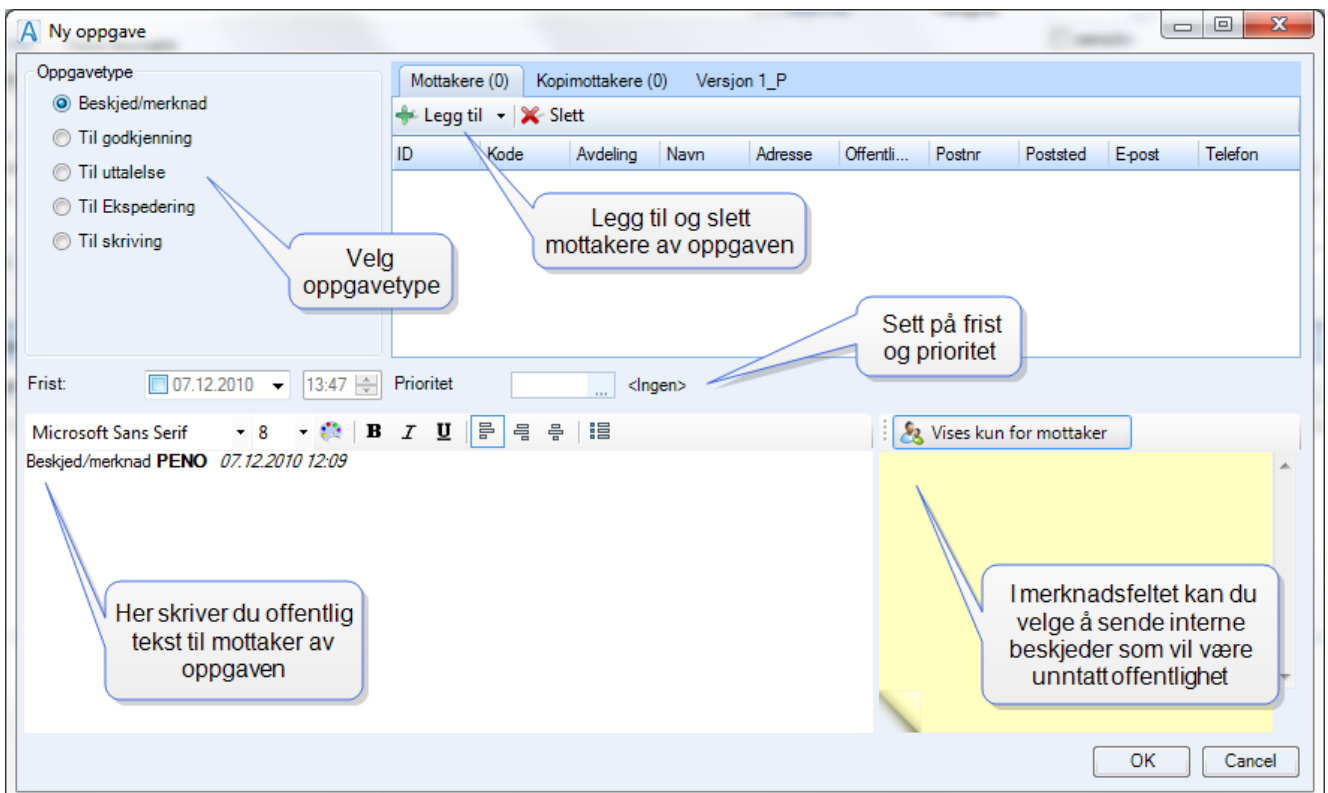 Ny oppgave
Oppgavetype
Beskjed/merknad
Til godkjenning
Til uttalelse
Til Ekspedering
Til skriving
Velg
oppgavetype
Mottakere (0) Kopimottakere (0) Versjon 1_P
Legg til Slett
ID Kode Avdeling Navn Adresse Offentli... Postnr Poststed E-post Telefon
Legg til og slett
mottakere av oppgaven
Sett på frist
og prioritet
Frist: 07.12.2010 13:47 Prioritet ... <Ingen>
Microsoft Sans Serif 8 B I U
Vises kun for mottaker
Beskjed/merknad PENO 07.12.2010 12:09
Her skriver du offentlig
tekst til mottaker av
oppgaven
I merknadsfeltet kan du
velge å sende interne
beskjeder som vil være
unntatt offentlighet
OK Cancel